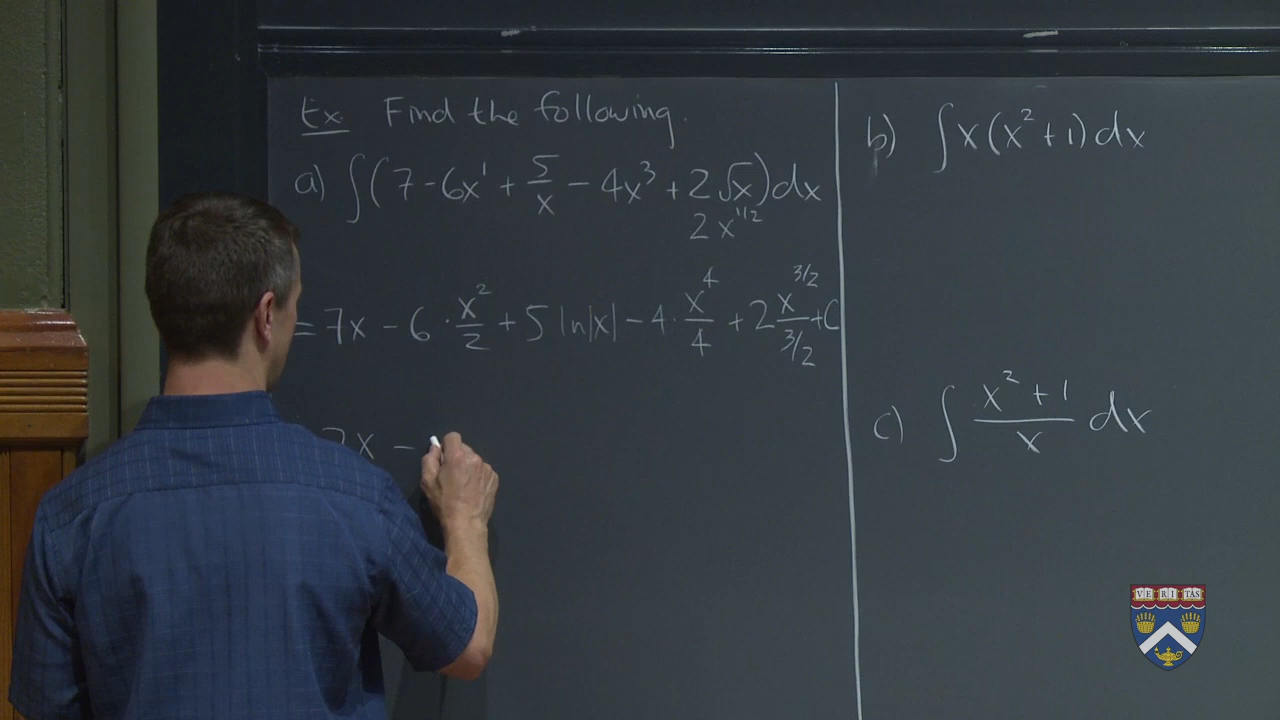 Ex. Find the following.
a) ∫(7 - 6x¹ + 5/x - 4x³ + 2√x)dx
2x^{1/2}
= 7x - 6 · x²/2 + 5 ln|x| - 4 · x⁴/4 + 2 x^{3/2}/(3/2) + C
7x -
b) ∫x(x² + 1)dx
c) ∫ (x² + 1)/x dx
VE RI TAS